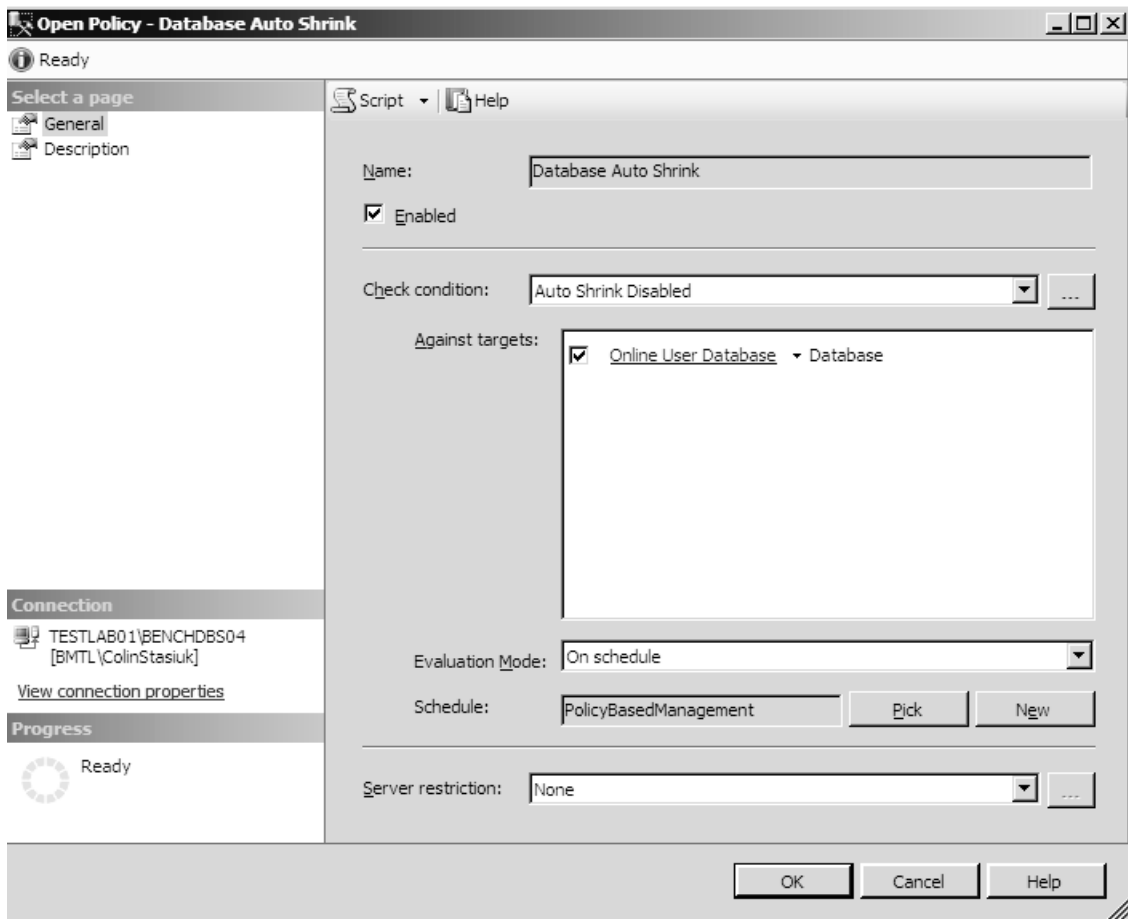 Open Policy - Database Auto Shrink
Ready
Select a page
General
Description
Script
Help
Name:
Database Auto Shrink
Enabled
Check condition:
Auto Shrink Disabled
...
Against targets:
Online User Database
Database
Evaluation Mode:
On schedule
Schedule:
PolicyBasedManagement
Pick
New
Server restriction:
None
...
Connection
TESTLAB01\BENCHDBS04
[BMTL\ColinStasiuk]
View connection properties
Progress
Ready
OK
Cancel
Help